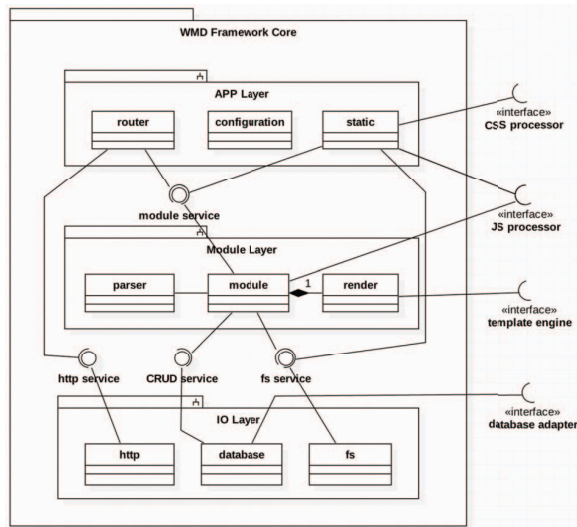 WMD Framework Core
APP Layer
router
configuration
static
«interface»
CSS processor
module service
«interface»
JS processor
Module Layer
parser
module
1
render
«interface»
template engine
http service
CRUD service
fs service
«interface»
database adapter
IO Layer
http
database
fs